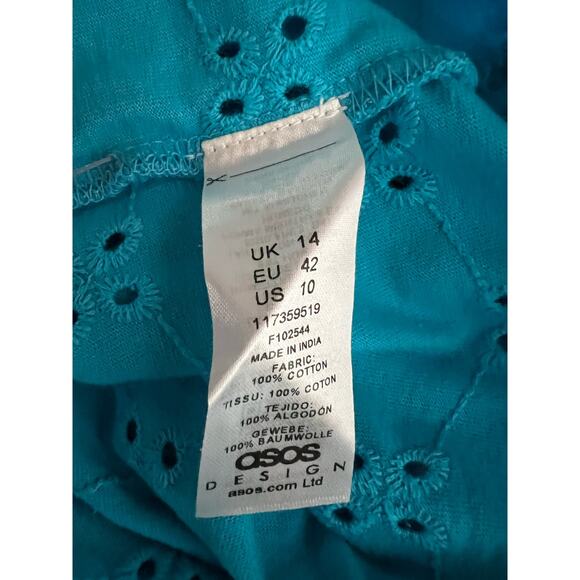 UK 14
EU 42
US 10
117359519
F102544
MADE IN INDIA
FABRIC:
100% COTTON
TISSU: 100% COTON
TEJIDO:
100% ALGODÓN
GEWEBE:
100% BAUMWOLLE
asos
DESIGN
asos.com Ltd